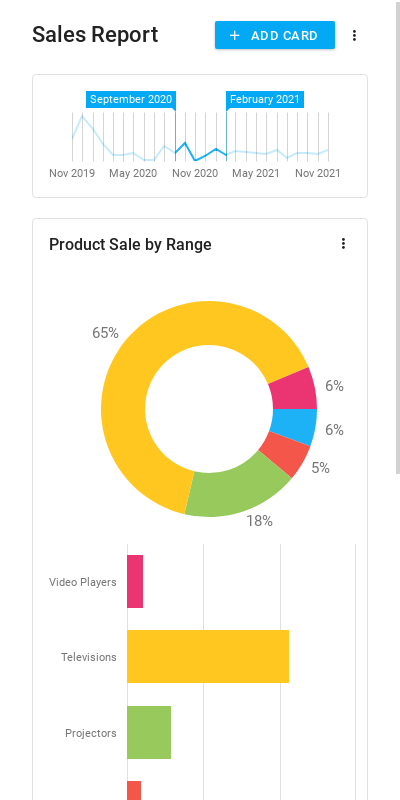 Sales Report
+ ADD CARD
September 2020
February 2021
Nov 2019 May 2020 Nov 2020 May 2021 Nov 2021
Product Sale by Range
65%
6%
6%
5%
18%
Video Players
Televisions
Projectors